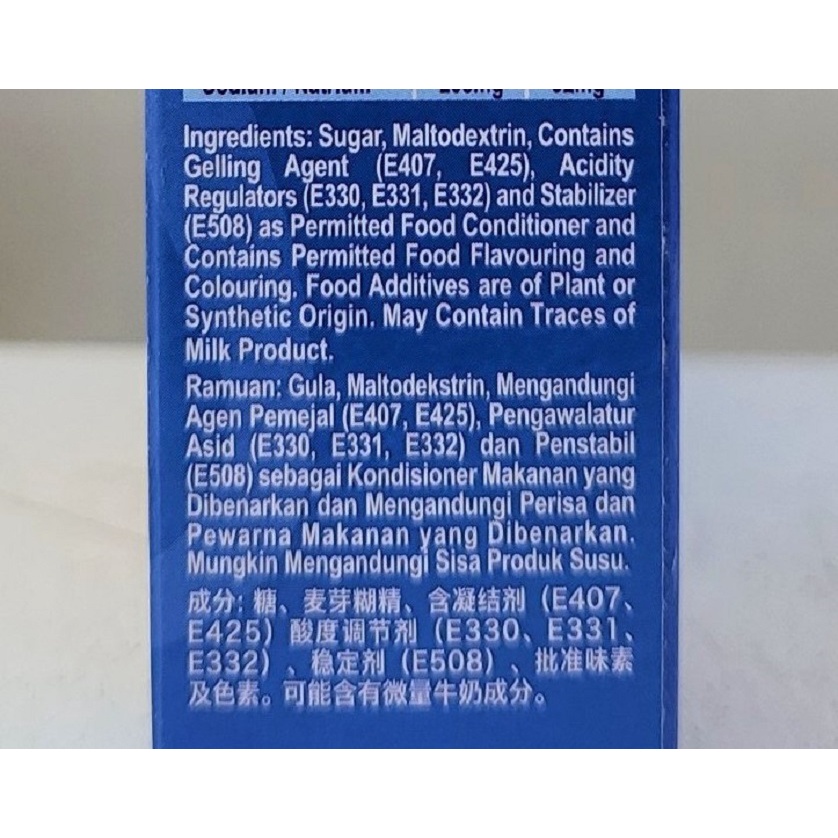 Sodium / Natrium
Ingredients: Sugar, Maltodextrin, Contains
Gelling Agent (E407, E425), Acidity
Regulators (E330, E331, E332) and Stabilizer
(E508) as Permitted Food Conditioner and
Contains Permitted Food Flavouring and
Colouring. Food Additives are of Plant or
Synthetic Origin. May Contain Traces of
Milk Product.
Ramuan: Gula, Maltodekstrin, Mengandungi
Agen Pemejal (E407, E425), Pengawalatur
Asid (E330, E331, E332) dan Penstabil
(E508) sebagai Kondisioner Makanan yang
Dibenarkan dan Mengandungi Perisa dan
Pewarna Makanan yang Dibenarkan.
Mungkin Mengandungi Sisa Produk Susu.
成分: 糖、麦芽糊精、含凝结剂（E407、
E425）酸度调节剂（E330、E331、
E332）、稳定剂（E508）、批准味素
及色素。可能含有微量牛奶成分。